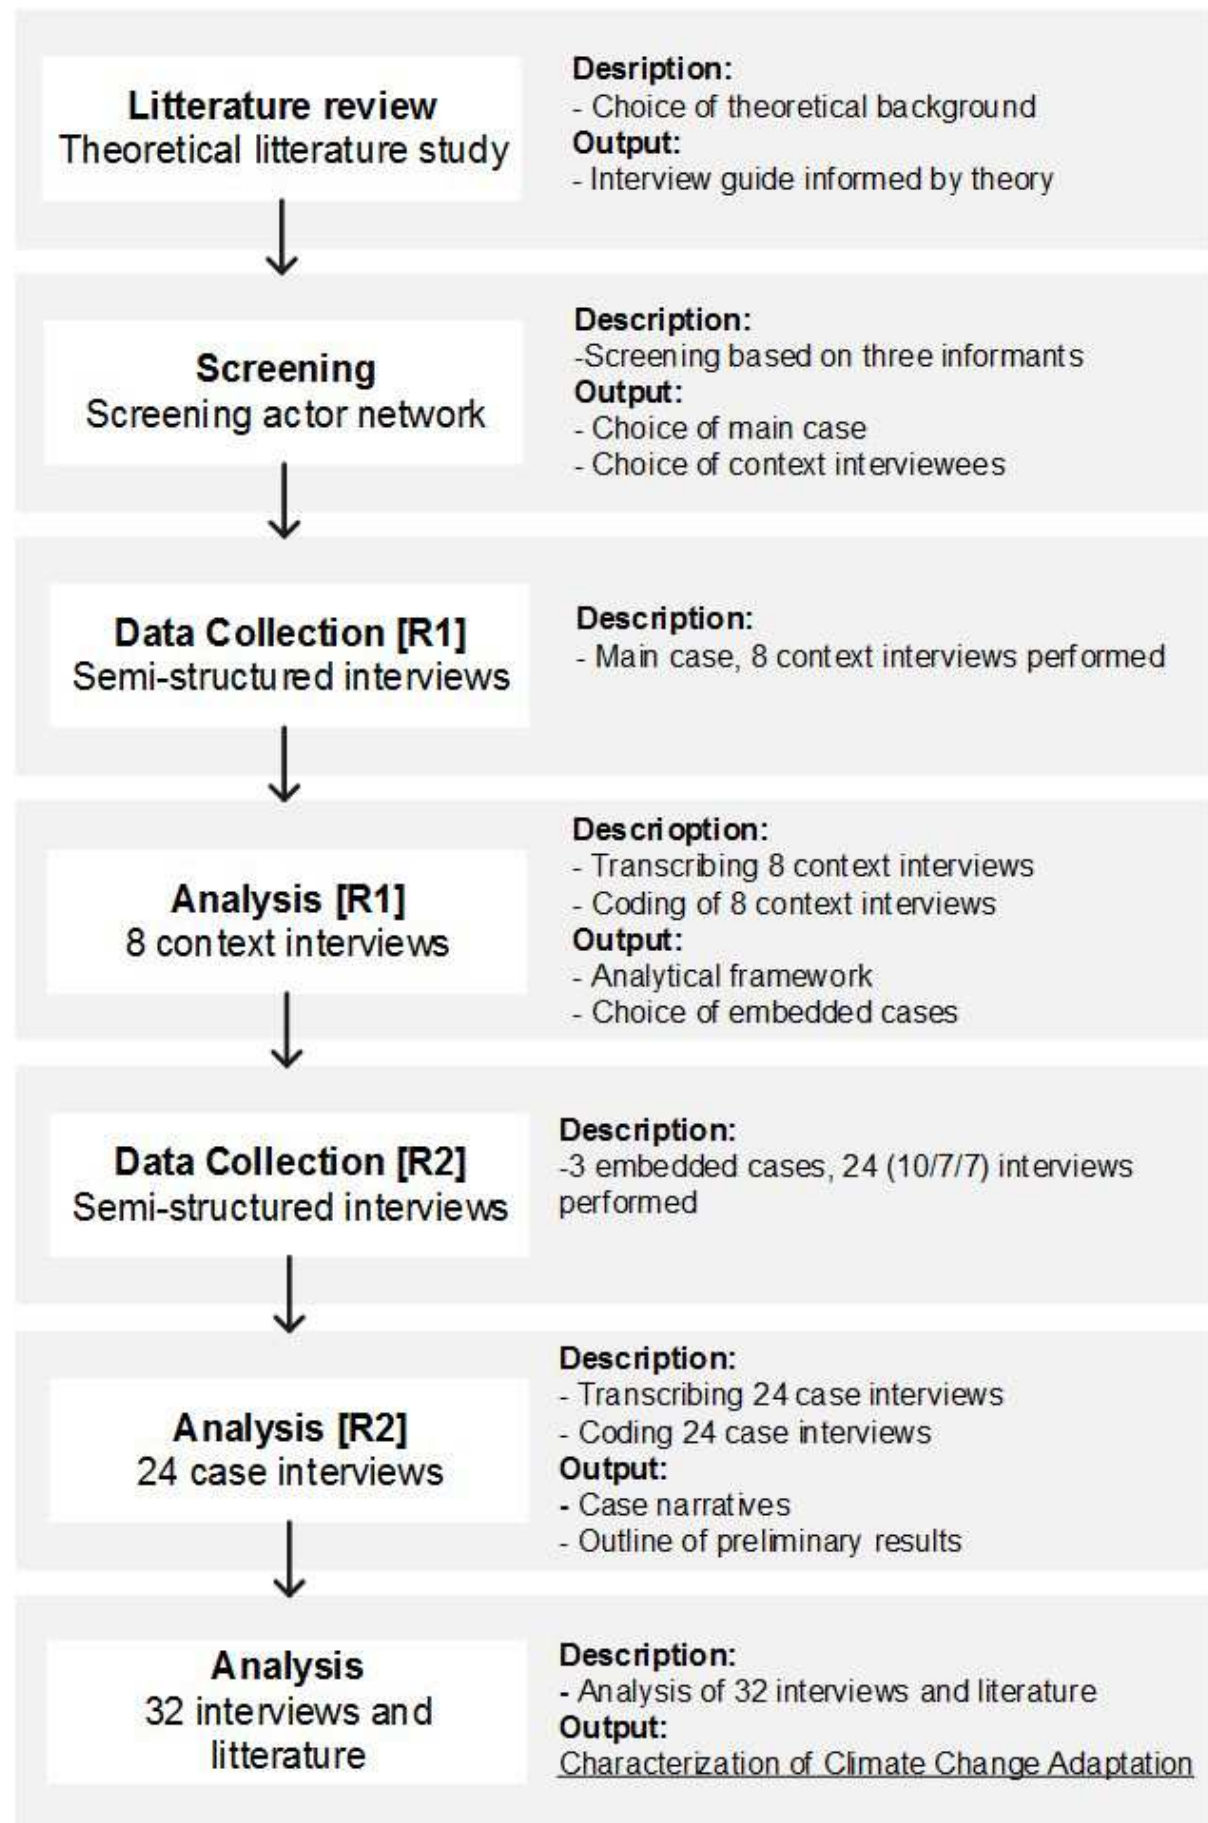 Litterature review
Theoretical litterature study
Desription:
- Choice of theoretical background
Output:
- Interview guide informed by theory
Screening
Screening actor network
Description:
-Screening based on three informants
Output:
- Choice of main case
- Choice of context interviewees
Data Collection [R1]
Semi-structured interviews
Description:
- Main case, 8 context interviews performed
Analysis [R1]
8 context interviews
Descrioption:
- Transcribing 8 context interviews
- Coding of 8 context interviews
Output:
- Analytical framework
- Choice of embedded cases
Data Collection [R2]
Semi-structured interviews
Description:
-3 embedded cases, 24 (10/7/7) interviews
performed
Analysis [R2]
24 case interviews
Description:
- Transcribing 24 case interviews
- Coding 24 case interviews
Output:
- Case narratives
- Outline of preliminary results
Analysis
32 interviews and
litterature
Description:
- Analysis of 32 interviews and literature
Output:
Characterization of Climate Change Adaptation